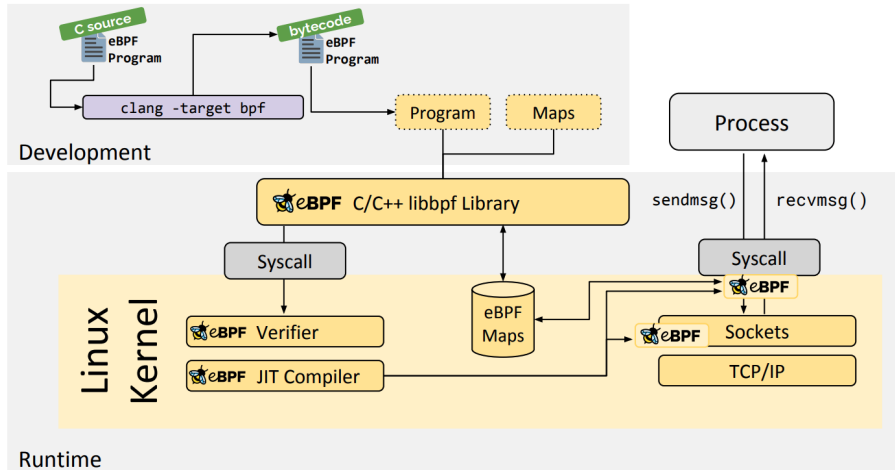 C source
eBPF
Program
bytecode
eBPF
Program
clang -target bpf
Program
Maps
Development
Process
eBPF C/C++ libbpf Library
sendmsg()
recvmsg()
Syscall
Syscall
Linux
Kernel
eBPF
eBPF Verifier
eBPF
Maps
eBPF
Sockets
eBPF JIT Compiler
TCP/IP
Runtime